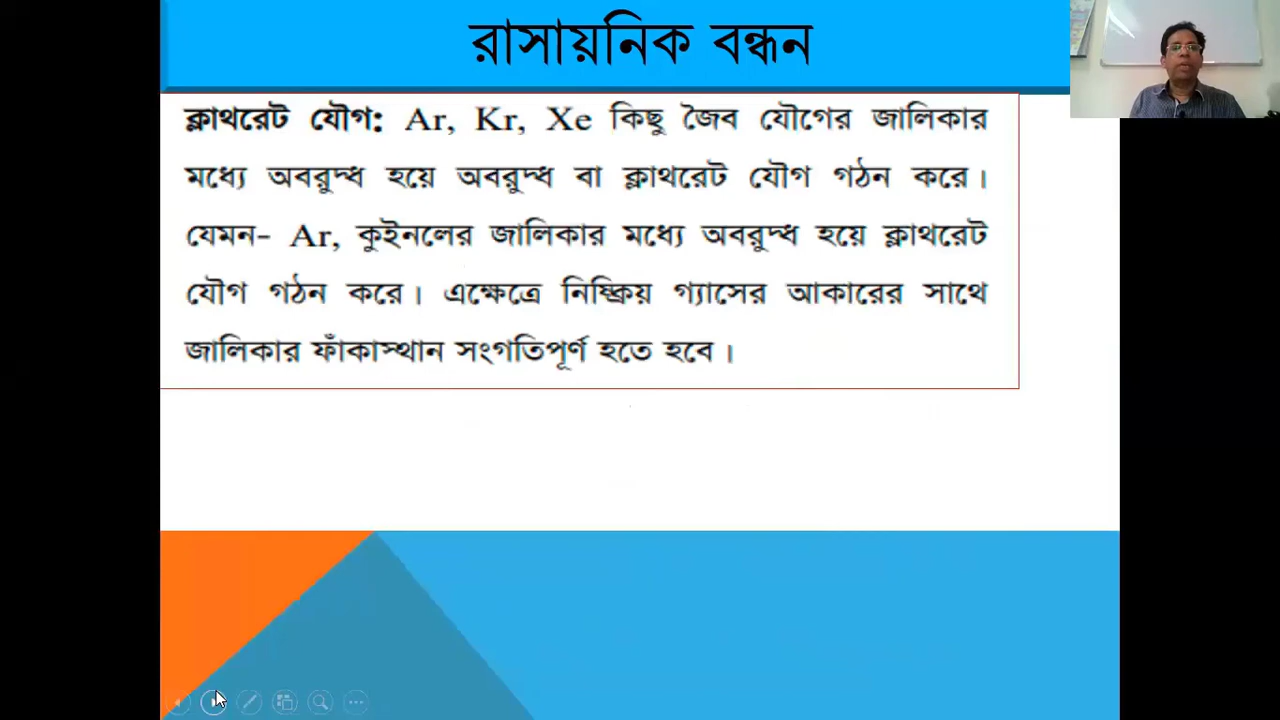 রাসায়নিক বন্ধন
ক্লাথরেট যৌগ: Ar, Kr, Xe কিছু জৈব যৌগের জালিকার
মধ্যে অবরুদ্ধ হয়ে অবরুদ্ধ বা ক্লাথরেট যৌগ গঠন করে।
যেমন- Ar, কুইনলের জালিকার মধ্যে অবরুদ্ধ হয়ে ক্লাথরেট
যৌগ গঠন করে। এক্ষেত্রে নিষ্ক্রিয় গ্যাসের আকারের সাথে
জালিকার ফাঁকাস্থান সংগতিপূর্ণ হতে হবে।